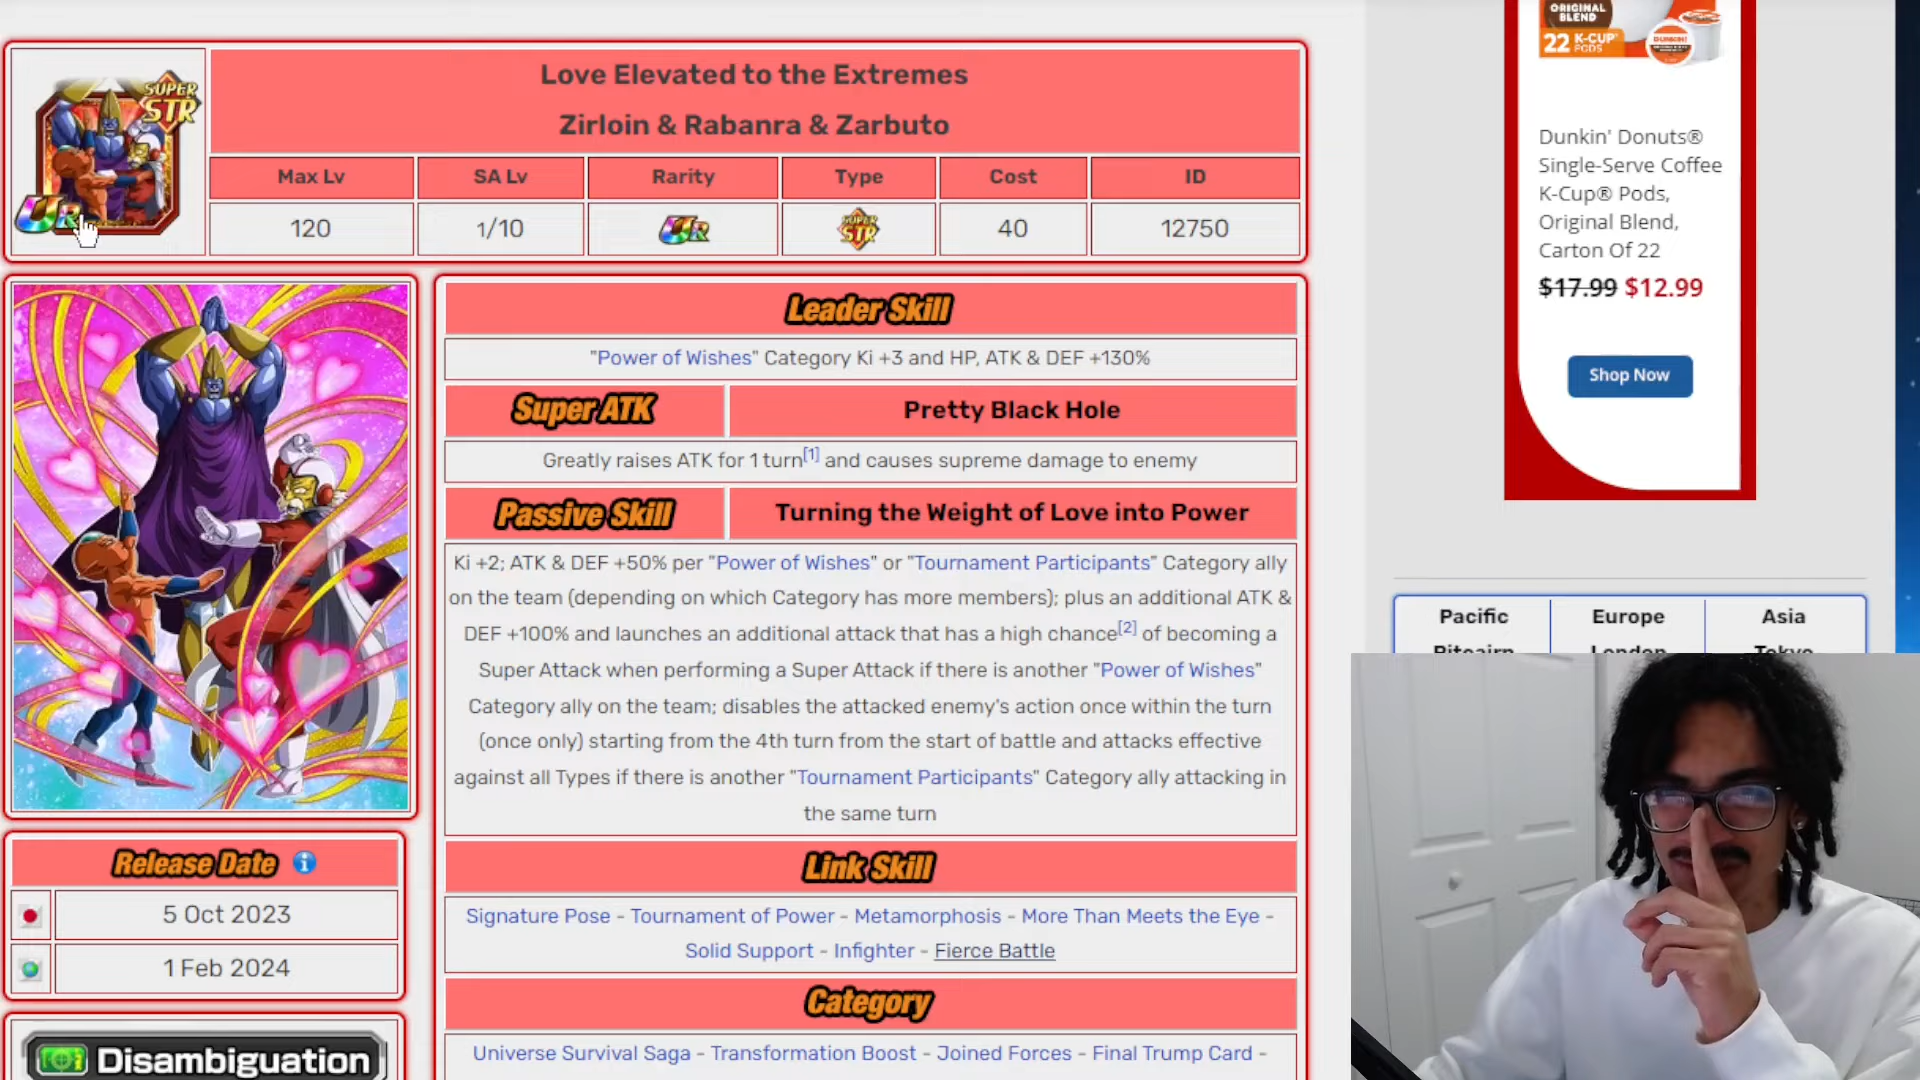 Love Elevated to the Extremes
Zirloin & Rabanra & Zarbuto
SUPER
STR
UR
Max Lv
SA Lv
Rarity
Type
Cost
ID
120
1/10
UR
SUPER
STR
40
12750
Leader Skill
"Power of Wishes" Category Ki +3 and HP, ATK & DEF +130%
Super ATK
Pretty Black Hole
Greatly raises ATK for 1 turn[1] and causes supreme damage to enemy
Passive Skill
Turning the Weight of Love into Power
Ki +2; ATK & DEF +50% per "Power of Wishes" or "Tournament Participants" Category ally
on the team (depending on which Category has more members); plus an additional ATK &
DEF +100% and launches an additional attack that has a high chance[2] of becoming a
Super Attack when performing a Super Attack if there is another "Power of Wishes"
Category ally on the team; disables the attacked enemy's action once within the turn
(once only) starting from the 4th turn from the start of battle and attacks effective
against all Types if there is another "Tournament Participants" Category ally attacking in
the same turn
Link Skill
Signature Pose - Tournament of Power - Metamorphosis - More Than Meets the Eye -
Solid Support - Infighter - Fierce Battle
Category
Universe Survival Saga - Transformation Boost - Joined Forces - Final Trump Card -
Release Date
5 Oct 2023
1 Feb 2024
Disambiguation
ORIGINAL
BLEND
22 K-CUP
PODS
DUNKIN'
Dunkin' Donuts®
Single-Serve Coffee
K-Cup® Pods,
Original Blend,
Carton Of 22
$17.99 $12.99
Shop Now
Pacific
Europe
Asia
Pitcairn
London
Tokyo